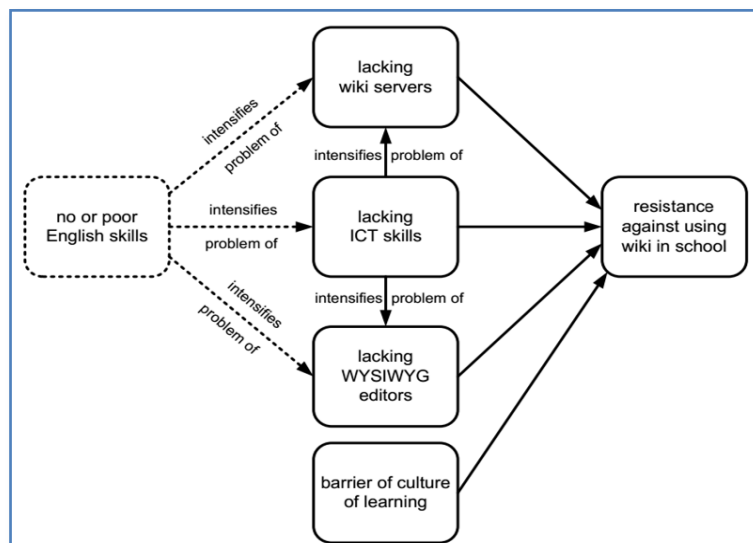 lacking
wiki servers
intensifies
problem of
intensifies problem of
no or poor
English skills
intensifies
problem of
lacking
ICT skills
resistance
against using
wiki in school
intensifies problem of
intensifies
problem of
lacking
WYSIWYG
editors
barrier of culture
of learning